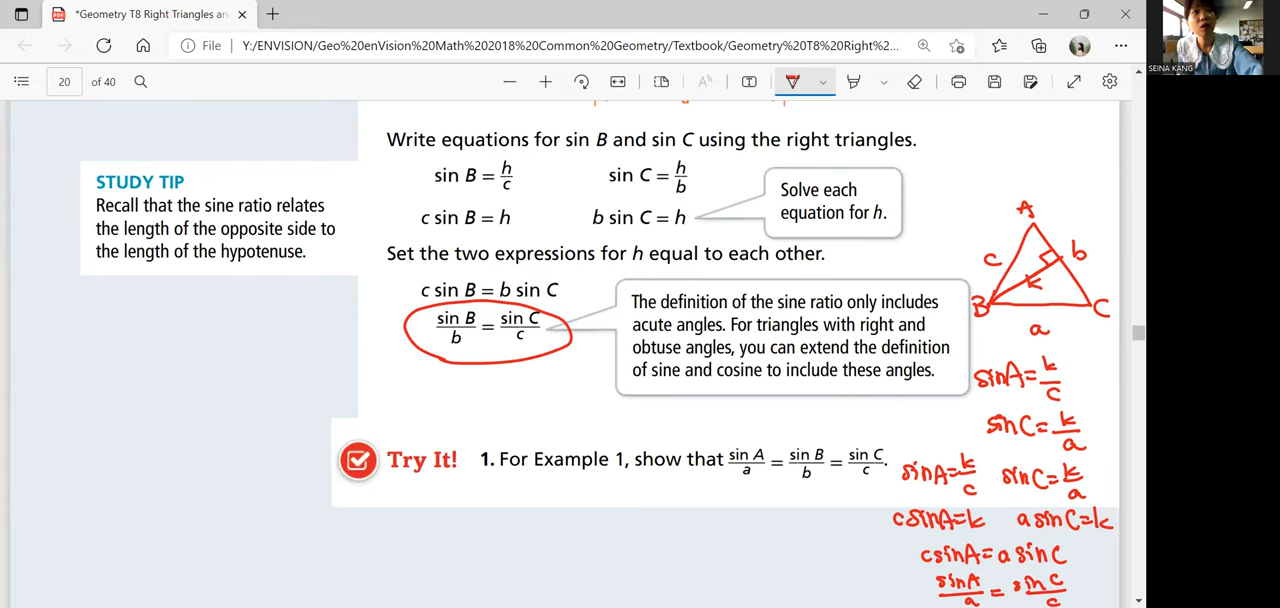 *Geometry T8 Right Triangles an
File
Y:/ENVISION/Geo%20enVision%20Math%202018%20Common%20Geometry/Textbook/Geometry%20T8%20Right%2...
SEINA KANG
20 of 40
Write equations for sin B and sin C using the right triangles.
sin B = h/c sin C = h/b
c sin B = h b sin C = h
Solve each
equation for h.
STUDY TIP
Recall that the sine ratio relates
the length of the opposite side to
the length of the hypotenuse.
Set the two expressions for h equal to each other.
c sin B = b sin C
sin B/b = sin C/c
The definition of the sine ratio only includes
acute angles. For triangles with right and
obtuse angles, you can extend the definition
of sine and cosine to include these angles.
Try It! 1. For Example 1, show that sin A/a = sin B/b = sin C/c.
A
c b
k
B C
a
sinA = k/c
sinC = k/a
sinA = k/c sinC = k/a
csinA = k asinC = k
csinA = asinC
sinA/a = sinC/c